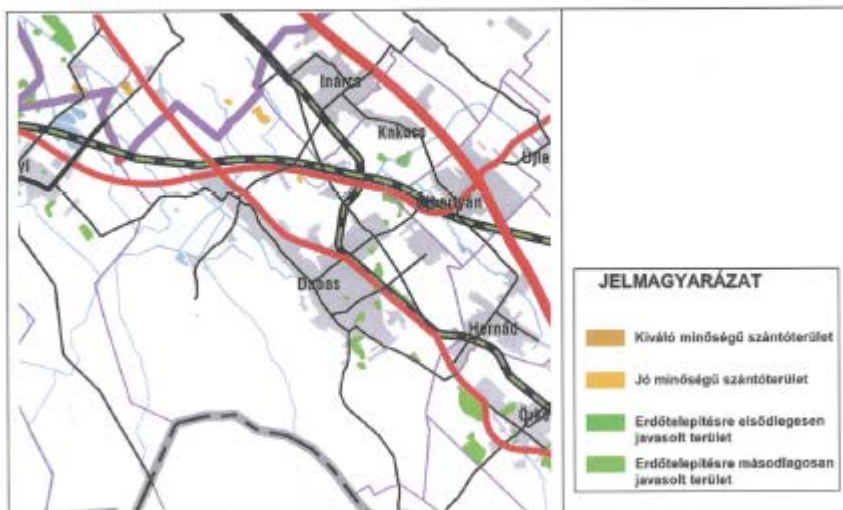 Inárcs
Kakucs
Újle
yl
Dabas
Hernád
JELMAGYARÁZAT
Kiváló minőségű szántóterület
Jó minőségű szántóterület
Erdőtelepítésre elsődlegesen
javasolt terület
Erdőtelepítésre másodlagosan
javasolt terület